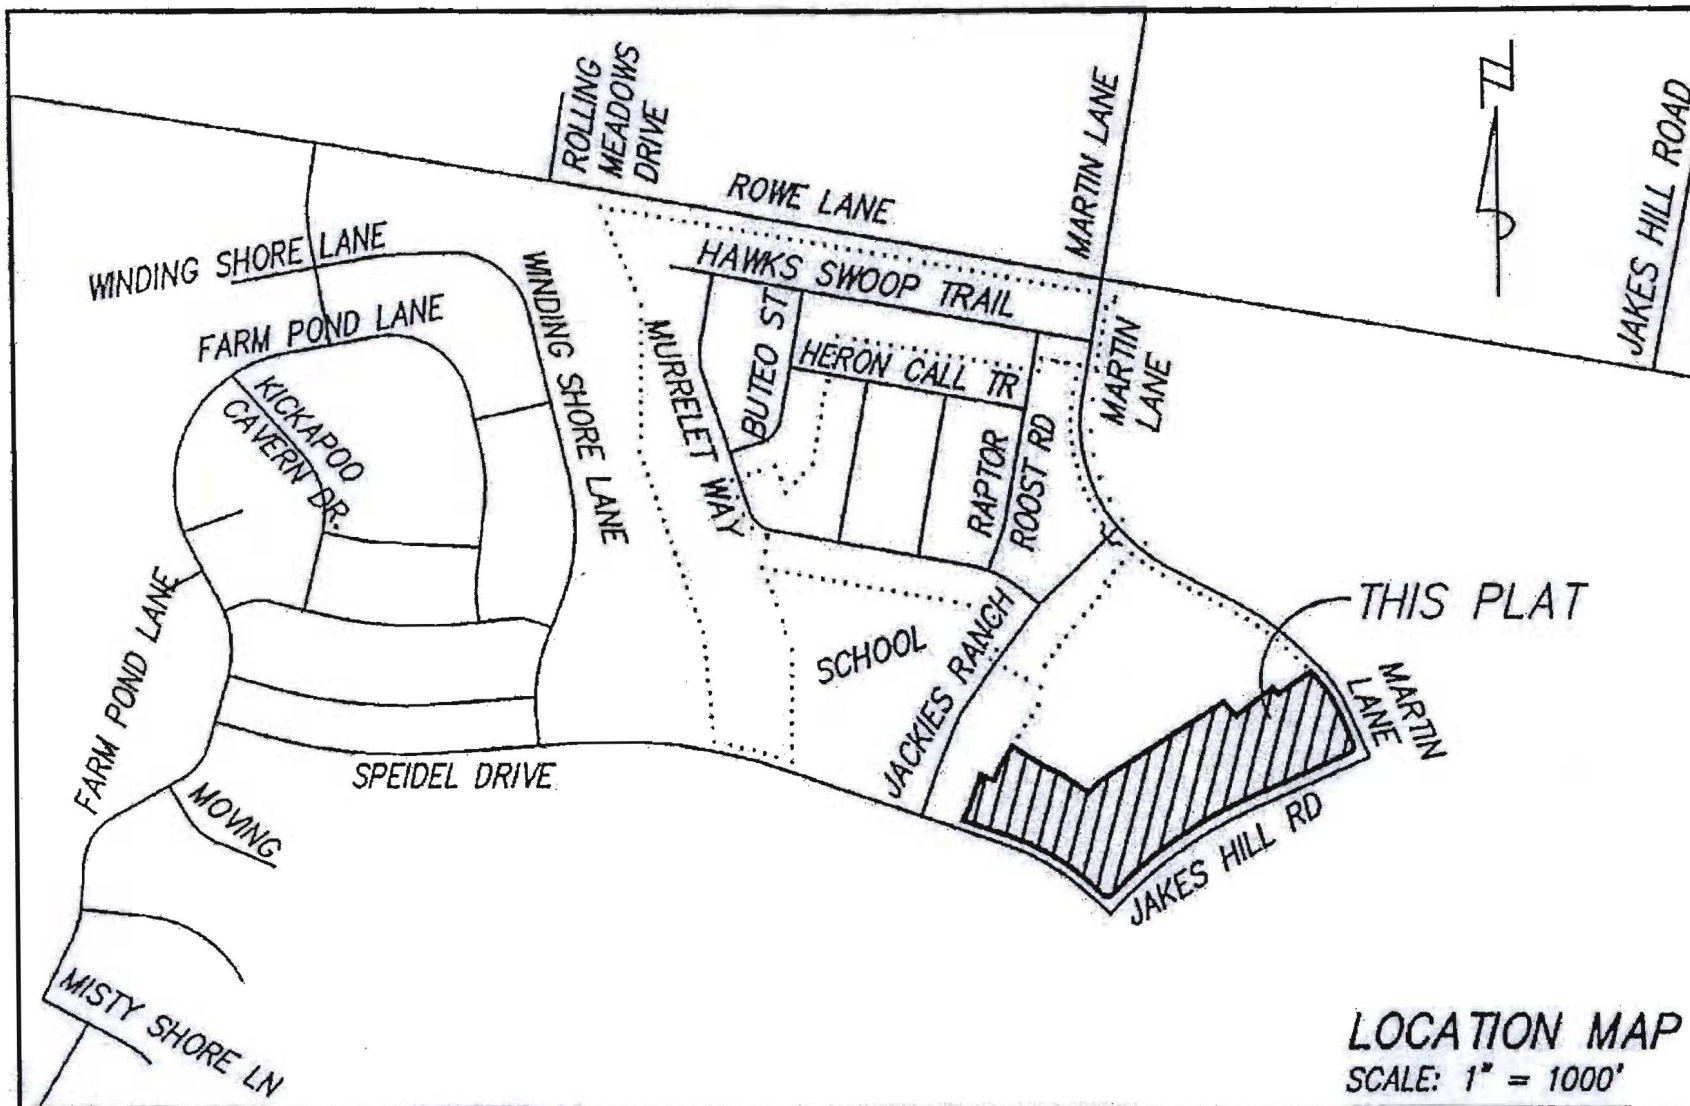 ROLLING
MEADOWS
DRIVE
MARTIN LANE
N
JAKES HILL ROAD
ROWE LANE
WINDING SHORE LANE
HAWKS SWOOP TRAIL
WINDING SHORE LANE
FARM POND LANE
BUTEO ST
MURRELET WAY
HERON CALL TR
MARTIN
LANE
KICKAPOO
CAVERN DR.
RAPTOR
ROOST RD
FARM POND LANE
THIS PLAT
SCHOOL
JACKIES RANCH
MARTIN
LANE
SPEIDEL DRIVE
MOVING
JAKES HILL RD
MISTY SHORE LN
LOCATION MAP
SCALE: 1" = 1000'